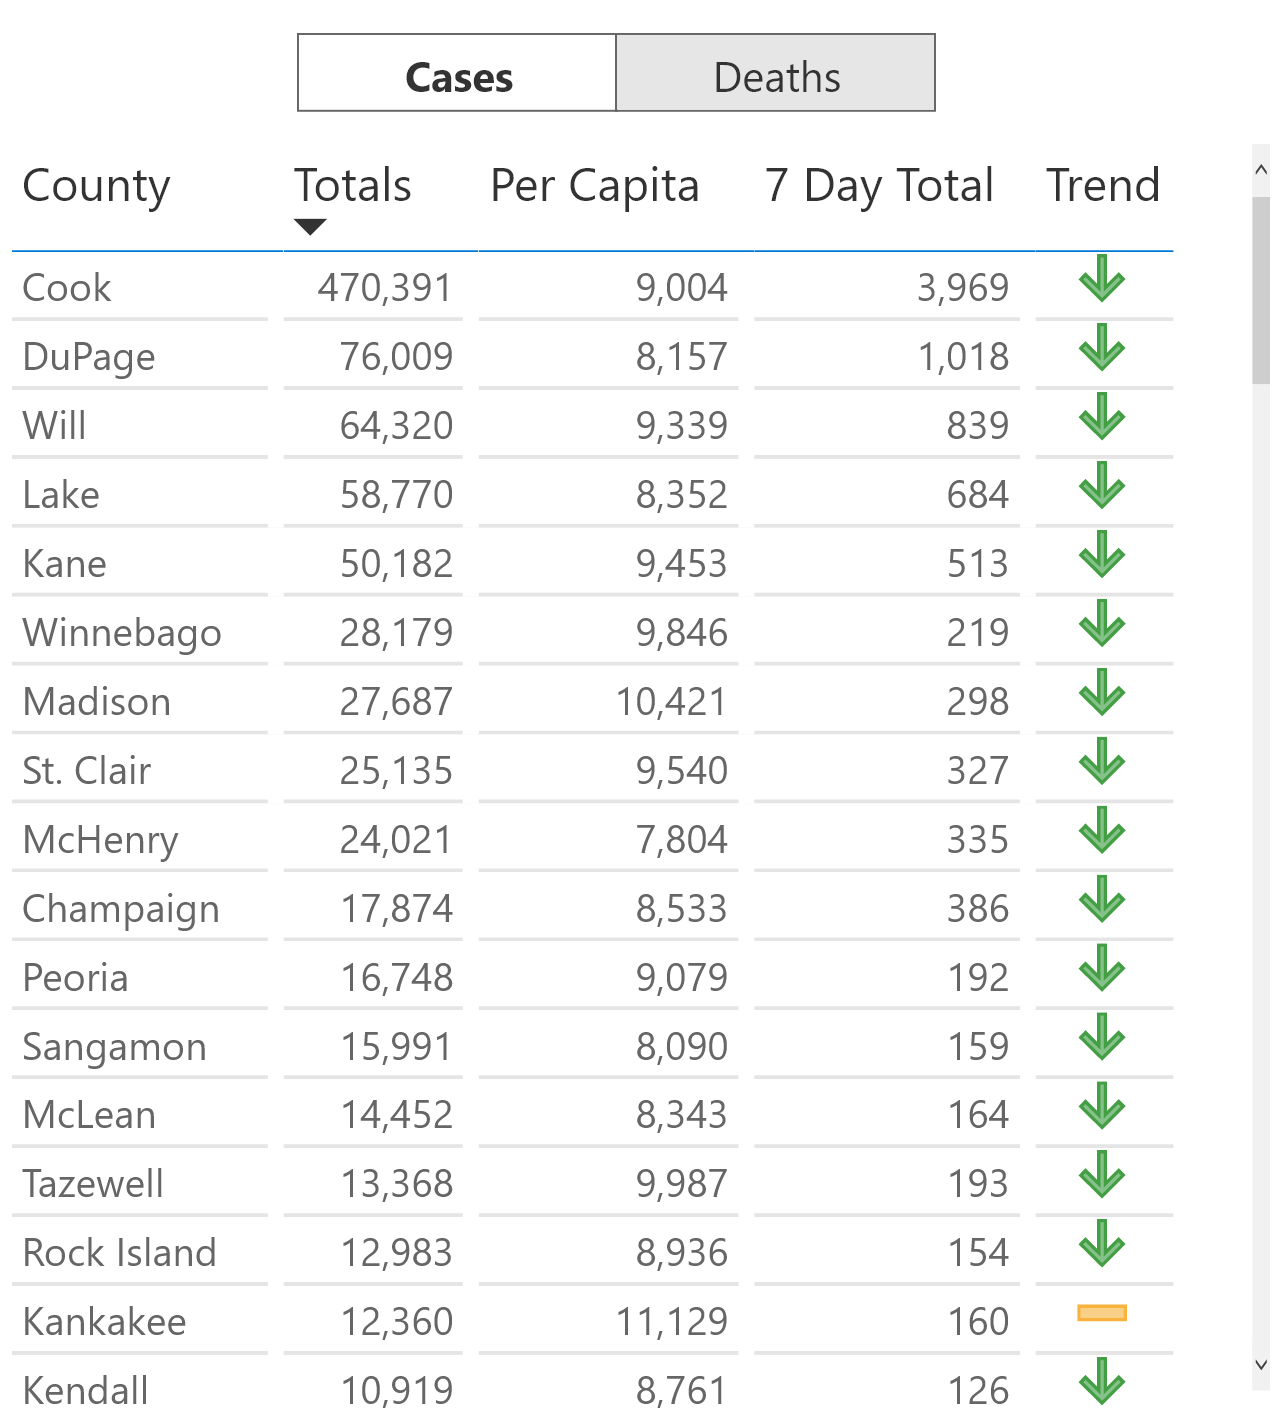 Cases Deaths
County Totals Per Capita 7 Day Total Trend
Cook 470,391 9,004 3,969
DuPage 76,009 8,157 1,018
Will 64,320 9,339 839
Lake 58,770 8,352 684
Kane 50,182 9,453 513
Winnebago 28,179 9,846 219
Madison 27,687 10,421 298
St. Clair 25,135 9,540 327
McHenry 24,021 7,804 335
Champaign 17,874 8,533 386
Peoria 16,748 9,079 192
Sangamon 15,991 8,090 159
McLean 14,452 8,343 164
Tazewell 13,368 9,987 193
Rock Island 12,983 8,936 154
Kankakee 12,360 11,129 160
Kendall 10,919 8,761 126